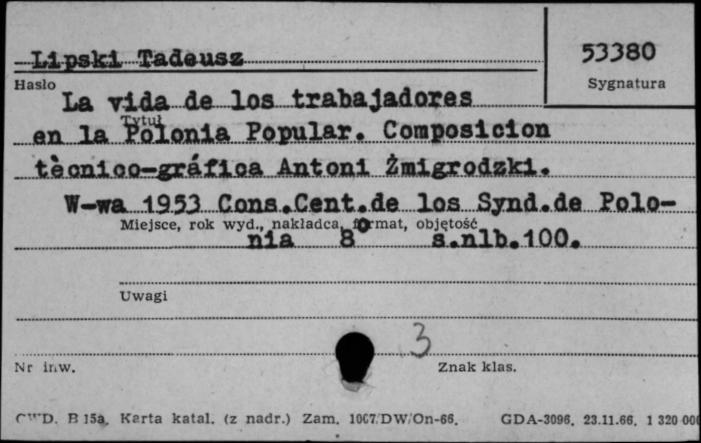 Lipski Tadeusz
53380
Hasło
Sygnatura
La vida de los trabajadores
Tytuł
en la Polonia Popular. Composicion
tècnico-gráfica Antoni Żmigrodzki.
W-wa 1953 Cons.Cent.de los Synd.de Polo-
Miejsce, rok wyd., nakładca, format, objętość
nia 8° s.nlb.100.
Uwagi
3
Nr inw.
Znak klas.
CWD. B 15a. Karta katal. (z nadr.) Zam. 1067/DW/On-66. GDA-3096. 23.11.66. 1 320 000